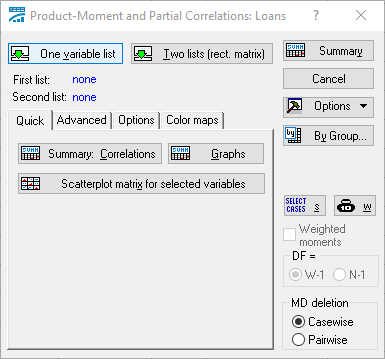 Product-Moment and Partial Correlations: Loans ? ×
One variable list
Two lists (rect. matrix)
Summary
First list: none
Second list: none
Cancel
Quick Advanced Options Color maps
Options
By Group...
Summary: Correlations
Graphs
Scatterplot matrix for selected variables
SELECT CASES S
W
Weighted moments
DF =
W-1 N-1
MD deletion
Casewise
Pairwise